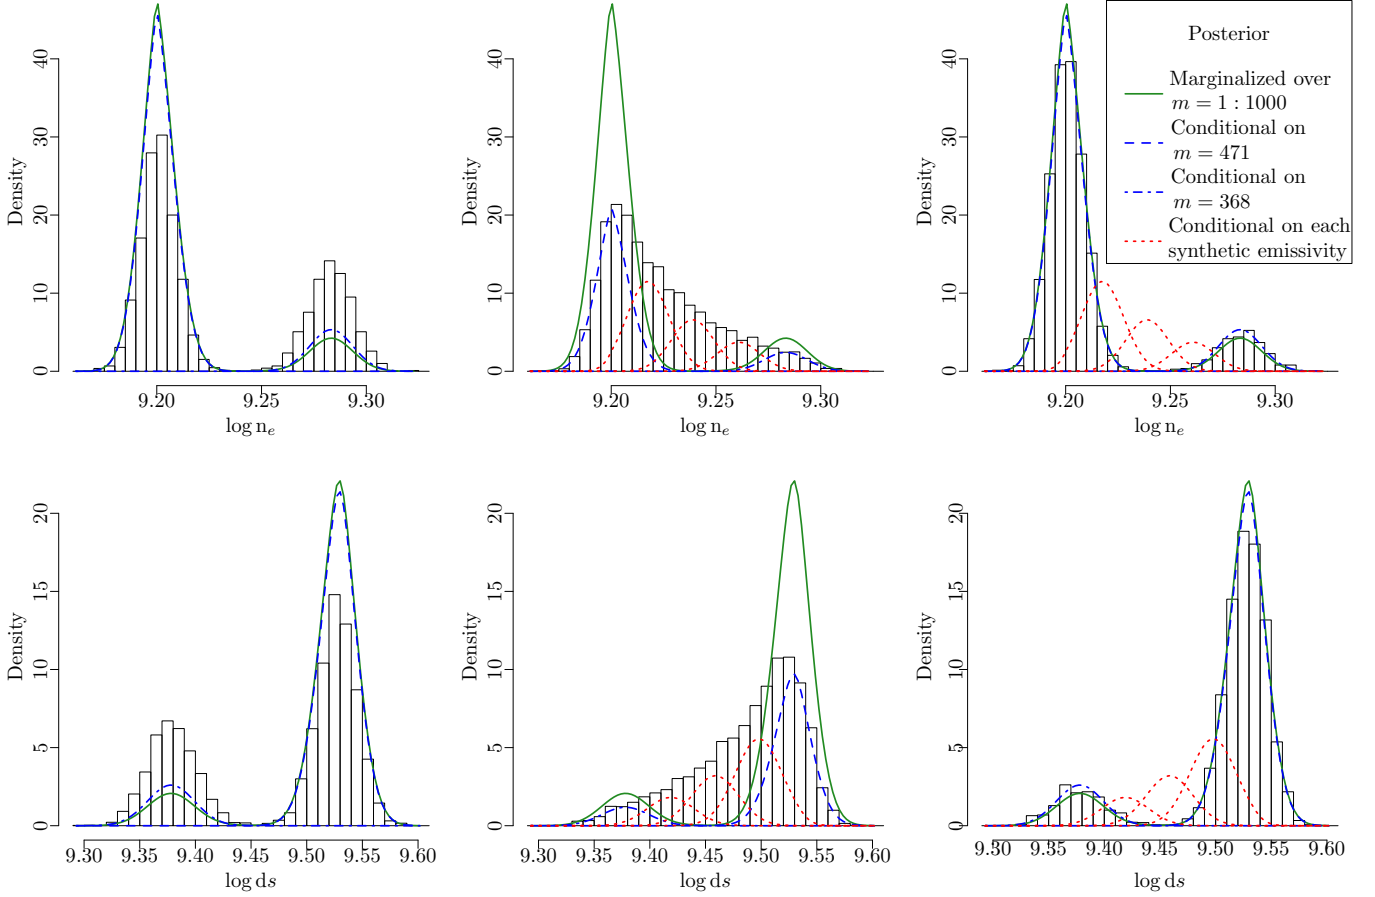 Density
0
10
20
30
40
9.20
9.25
9.30
log n_e
Density
0
10
20
30
40
9.20
9.25
9.30
log n_e
Density
0
10
20
30
40
9.20
9.25
9.30
log n_e
Posterior
Marginalized over
m = 1 : 1000
Conditional on
m = 471
Conditional on
m = 368
Conditional on each
synthetic emissivity
Density
0
5
10
15
20
9.30
9.35
9.40
9.45
9.50
9.55
9.60
log ds
Density
0
5
10
15
20
9.30
9.35
9.40
9.45
9.50
9.55
9.60
log ds
Density
0
5
10
15
20
9.30
9.35
9.40
9.45
9.50
9.55
9.60
log ds